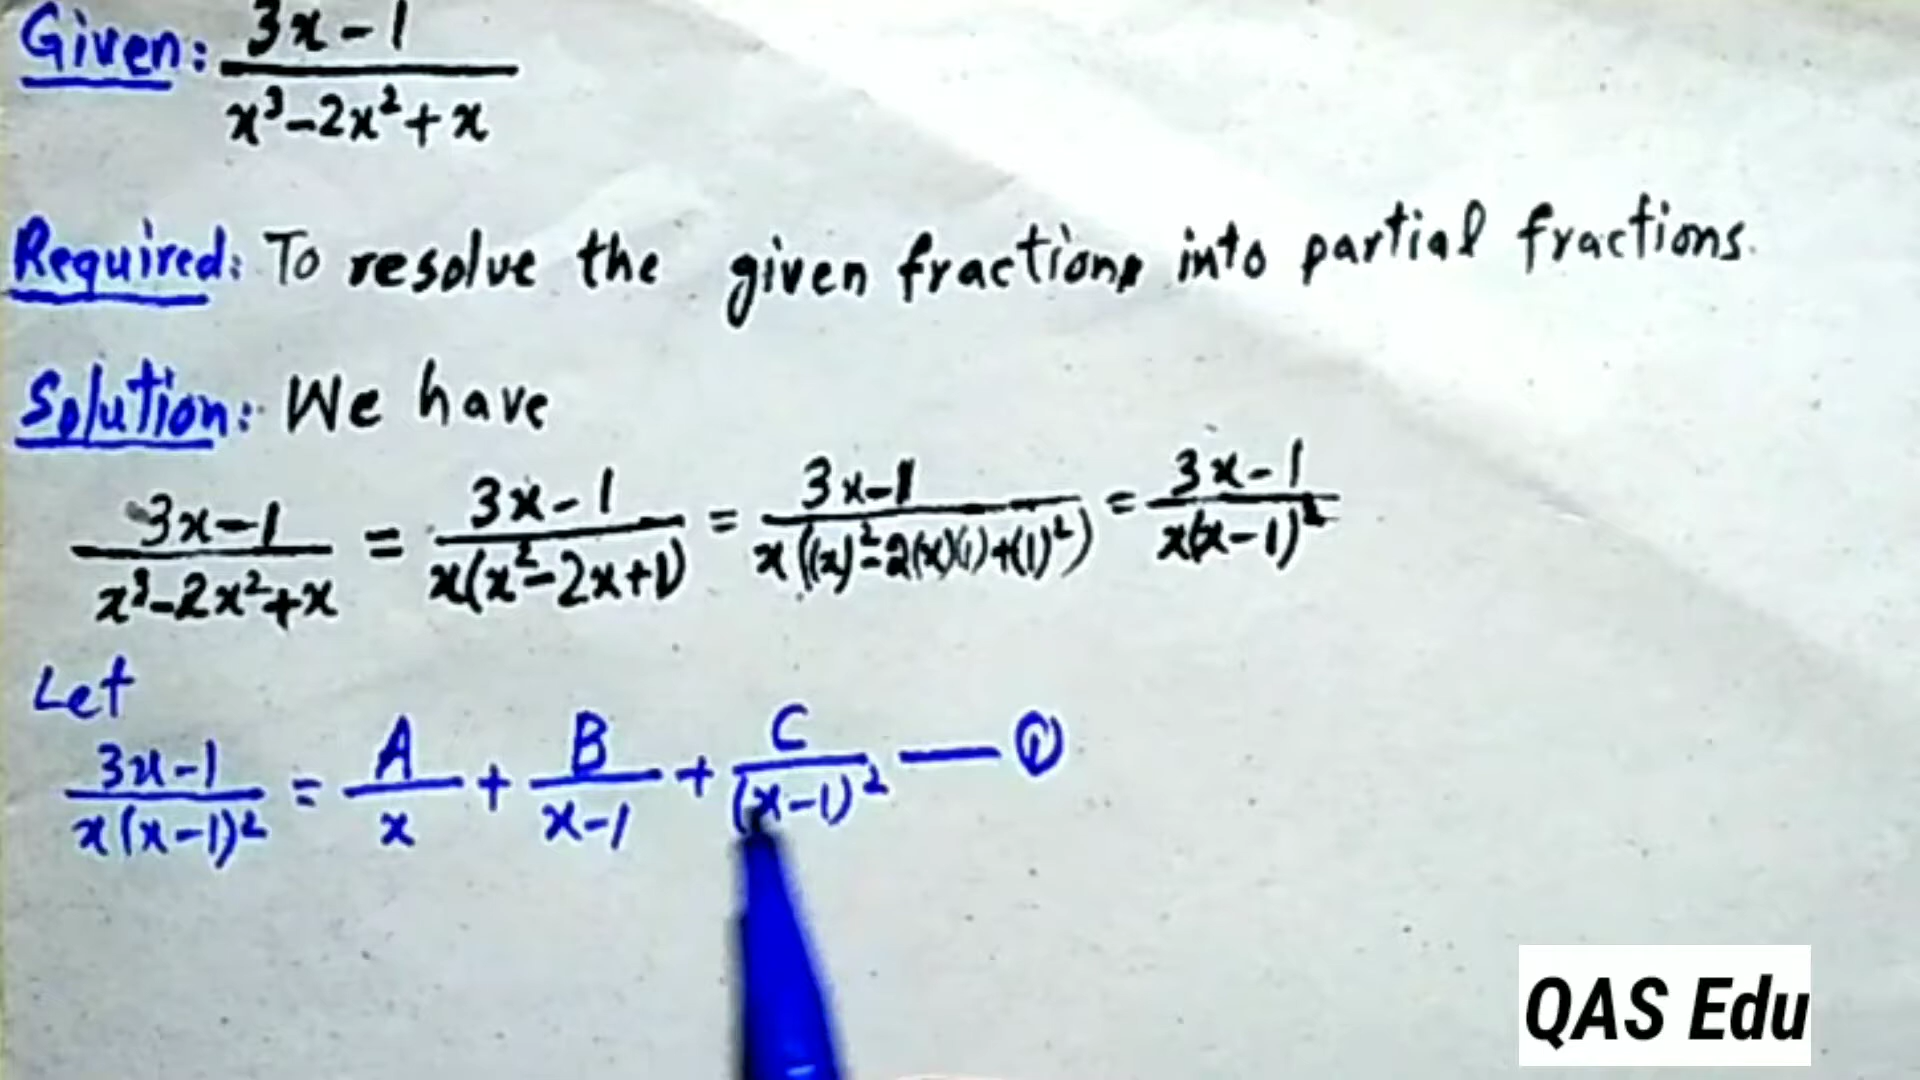 Given: (3x-1)/(x³-2x²+x)
Required: To resolve the given fractions into partial fractions.
Solution: We have
(3x-1)/(x³-2x²+x) = (3x-1)/(x(x²-2x+1)) = (3x-1)/(x((x)²-2(x)(1)+(1)²)) = (3x-1)/(x(x-1)²)
Let
(3x-1)/(x(x-1)²) = A/x + B/(x-1) + C/(x-1)² — ①
QAS Edu